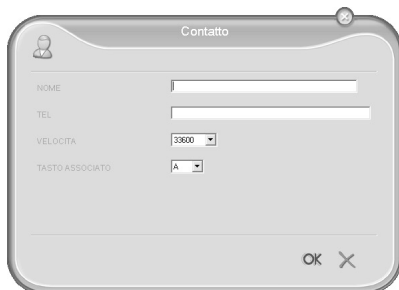 Contatto
NOME
TEL
VELOCITA
33600
TASTO ASSOCIATO
A
OK